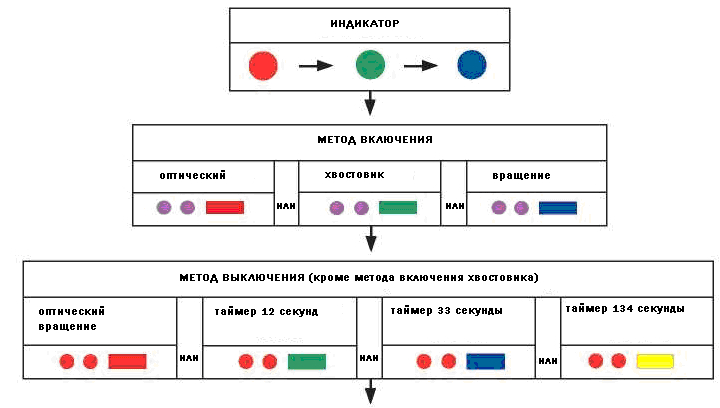 ИНДИКАТОР
МЕТОД ВКЛЮЧЕНИЯ
оптический
хвостовик
вращение
или
или
МЕТОД ВЫКЛЮЧЕНИЯ (кроме метода включения хвостовика)
оптический
вращение
таймер 12 секунд
таймер 33 секунды
таймер 134 секунды
или
или
или